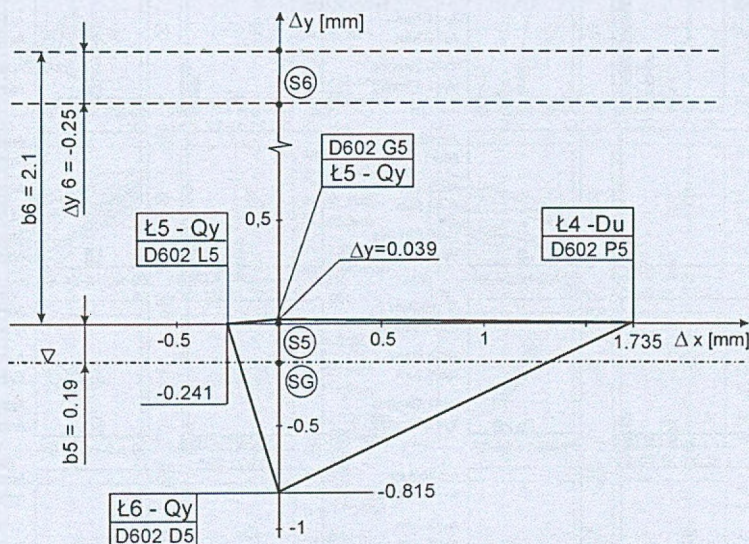 Δy [mm]
S6
b6 = 2.1
Δy 6 = -0.25
D602 G5
Ł5 - Qy
0,5
Ł5 - Qy
D602 L5
Δy=0.039
Ł4 -Du
D602 P5
-0.5
0.5
1
1.735
Δ x [mm]
S5
SG
b5 = 0.19
-0.241
-0.5
-0.815
Ł6 - Qy
D602 D5
-1